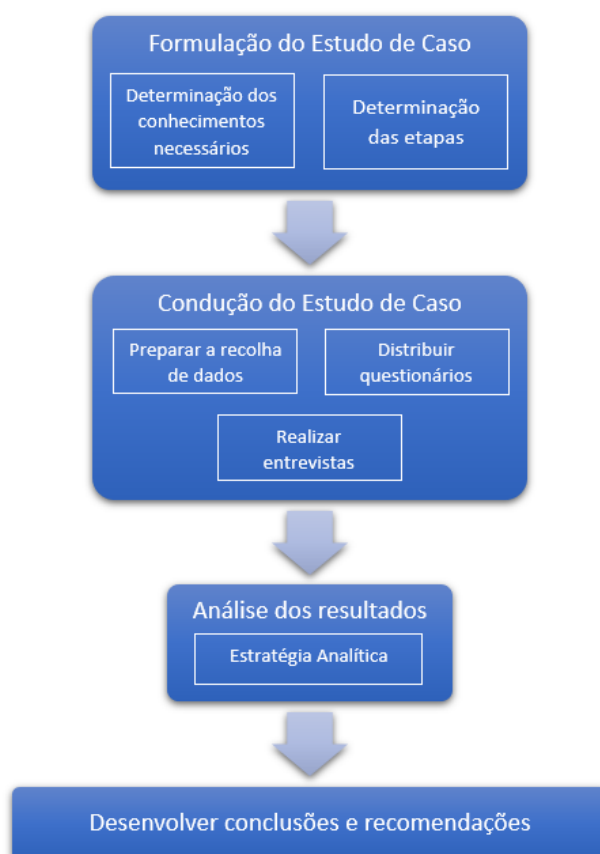 Formulação do Estudo de Caso
Determinação dos
conhecimentos
necessários
Determinação
das etapas
Condução do Estudo de Caso
Preparar a recolha
de dados
Distribuir
questionários
Realizar
entrevistas
Análise dos resultados
Estratégia Analítica
Desenvolver conclusões e recomendações